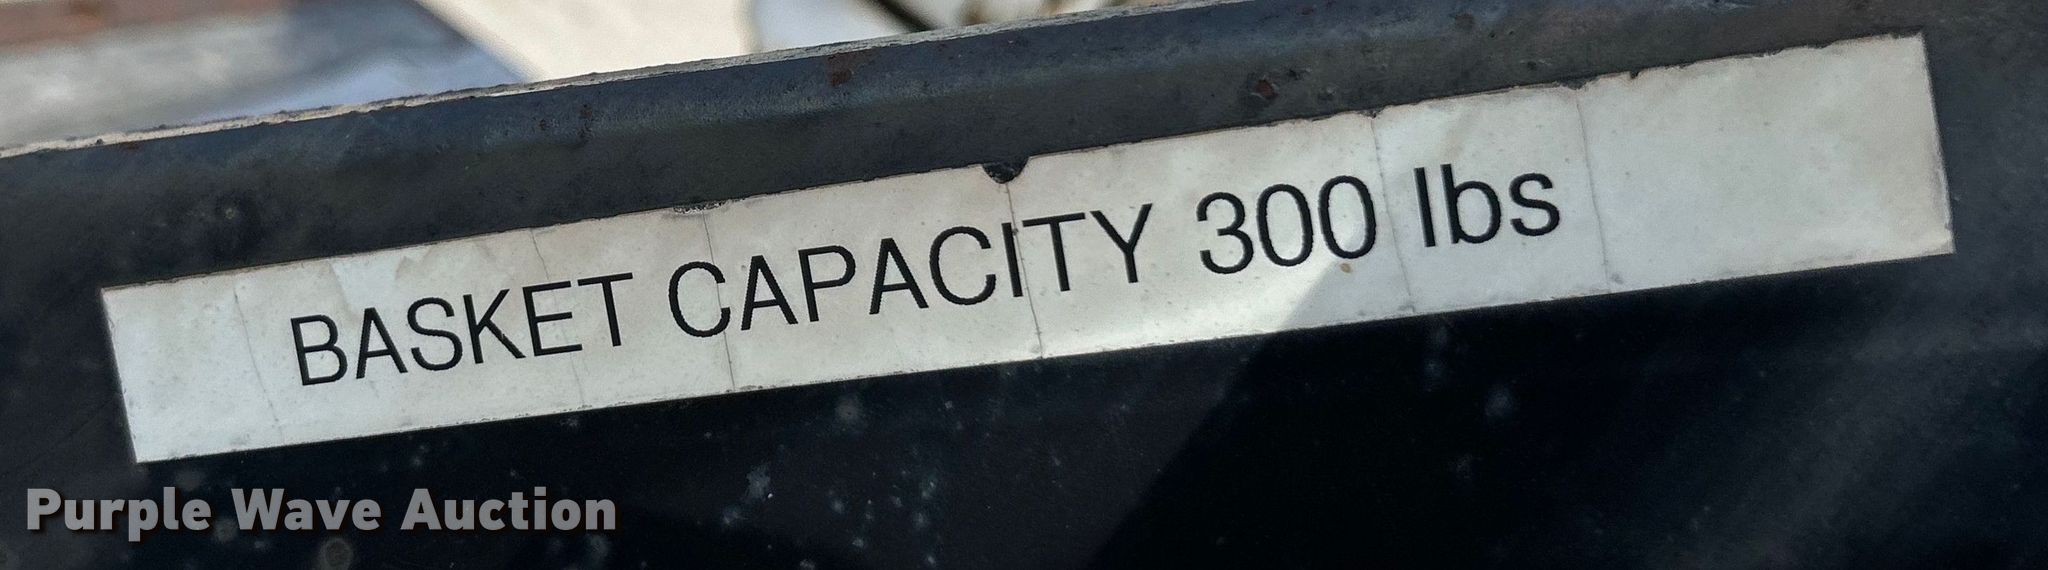 BASKET CAPACITY 300 lbs
Purple Wave Auction